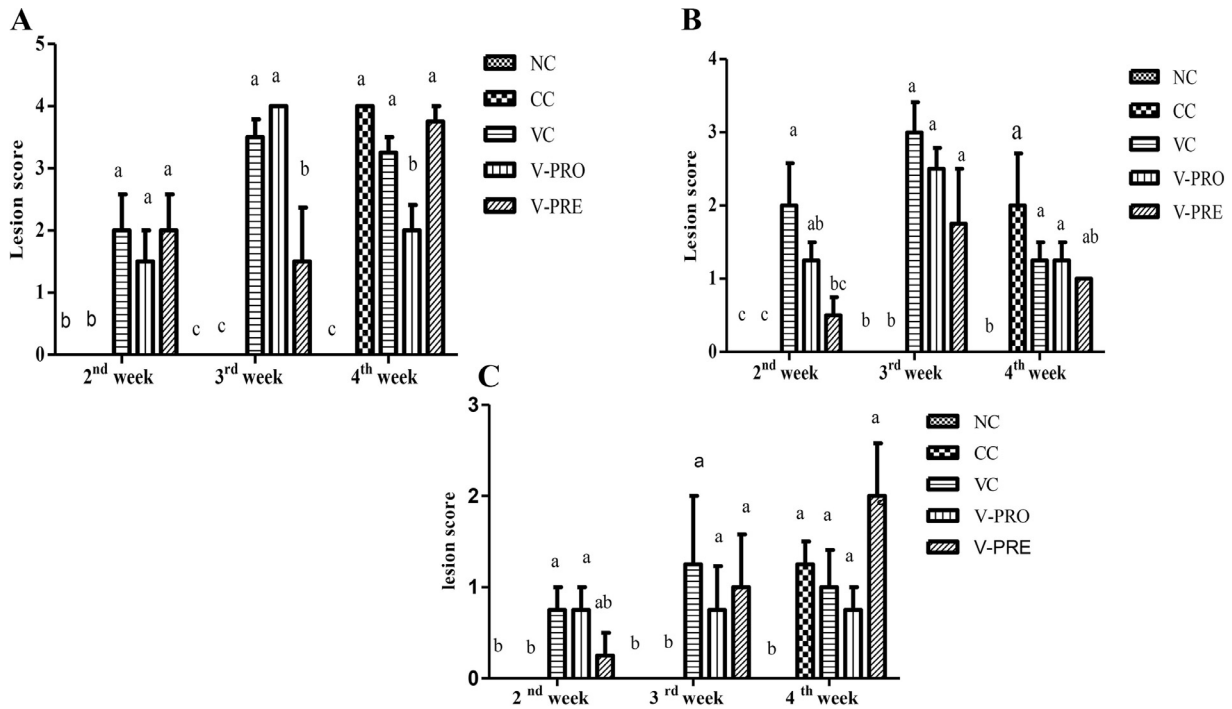 A
Lesion score
5
4
3
2
1
0
b b a a a
c c a a b
c a a b a
2nd week 3rd week 4th week
NC
CC
VC
V-PRO
V-PRE
B
Lesion score
4
3
2
1
0
c c a ab bc
b b a a a
b a a a ab
2nd week 3rd week 4th week
NC
CC
VC
V-PRO
V-PRE
C
lesion score
3
2
1
0
b b a a ab
b b a a a
b a a a a
a
2 nd week 3 rd week 4 th week
NC
CC
VC
V-PRO
V-PRE